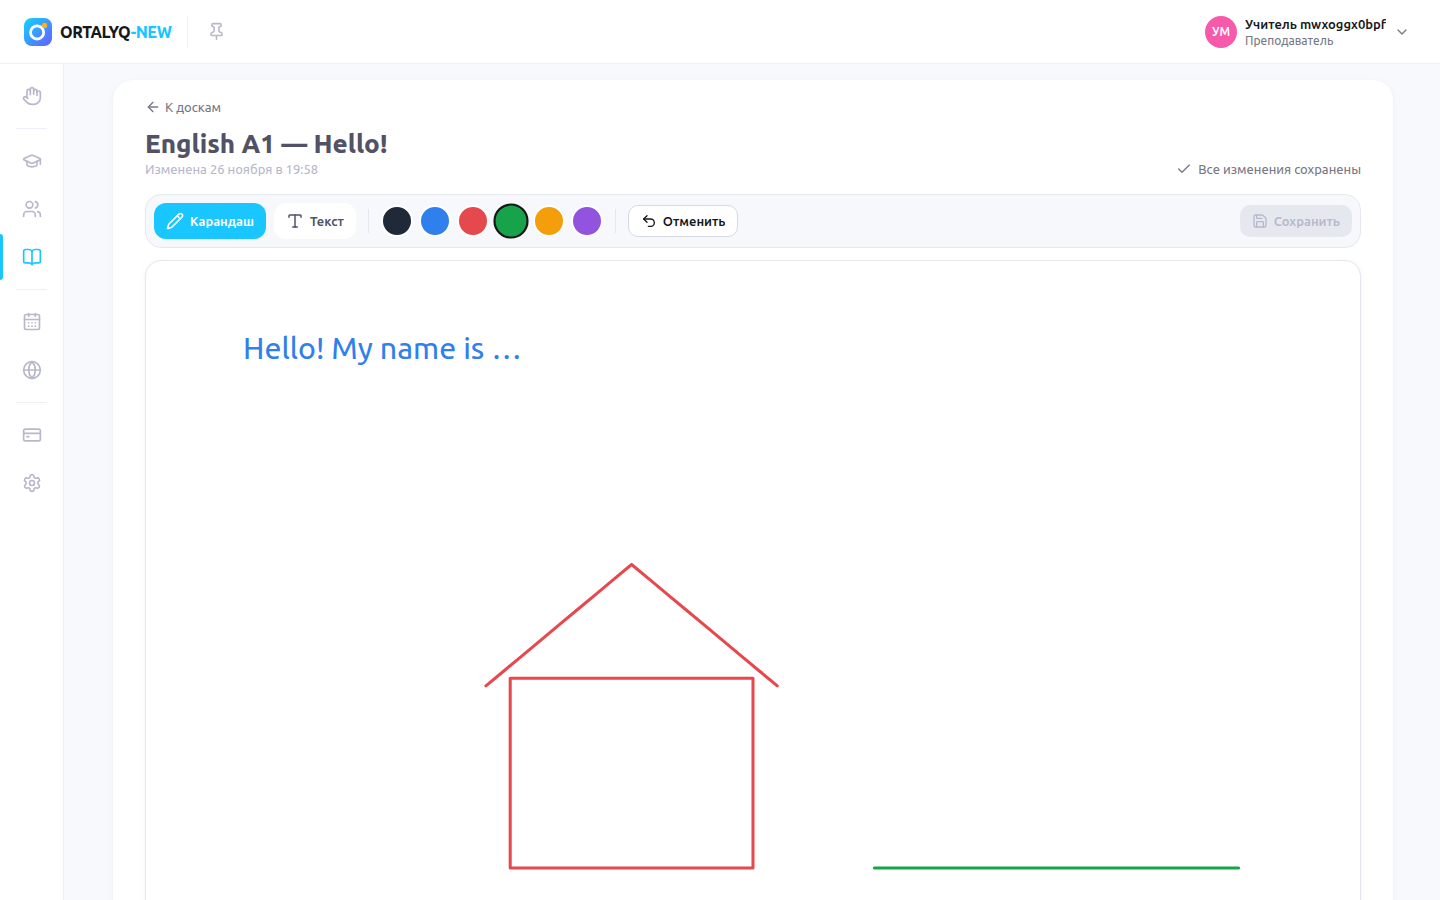 ORTALYQ-NEW
УМ
Учитель mwxoggx0bpf
Преподаватель
К доскам
English A1 — Hello!
Изменена 26 ноября в 19:58
Все изменения сохранены
Карандаш
Текст
Отменить
Сохранить
Hello! My name is ...